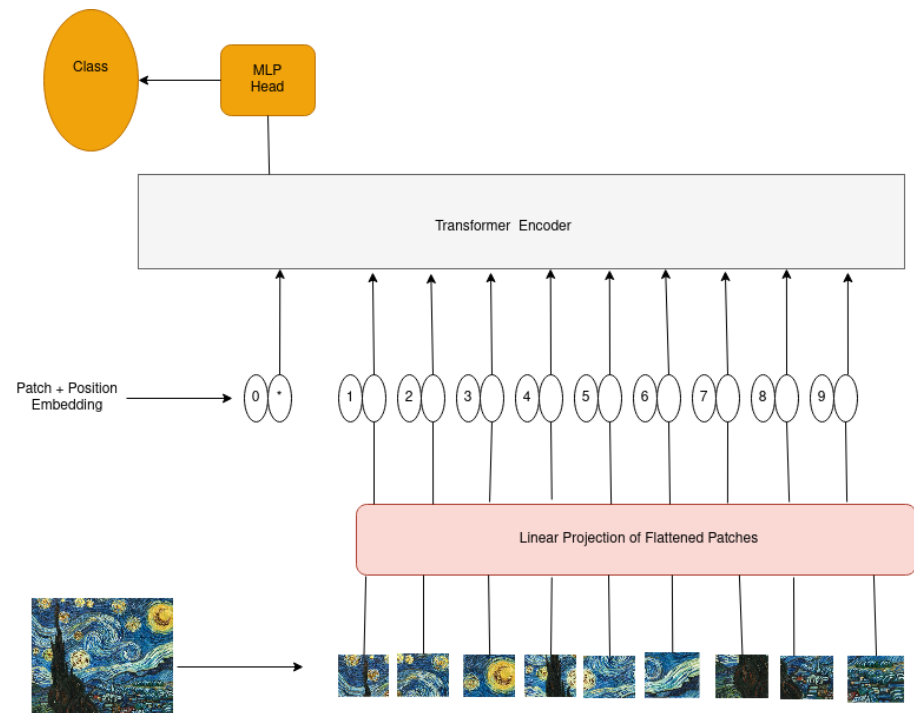 Class
MLP
Head
Transformer Encoder
Patch + Position
Embedding
0 * 1 2 3 4 5 6 7 8 9
Linear Projection of Flattened Patches